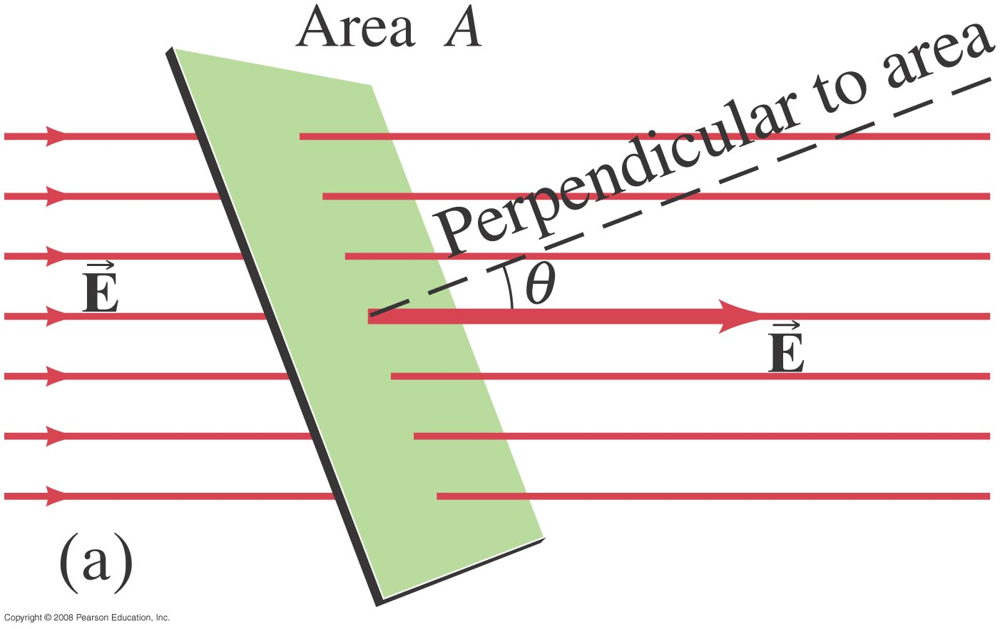 Area A
Perpendicular to area
θ
E⃗
E⃗
(a)
Copyright © 2008 Pearson Education, Inc.